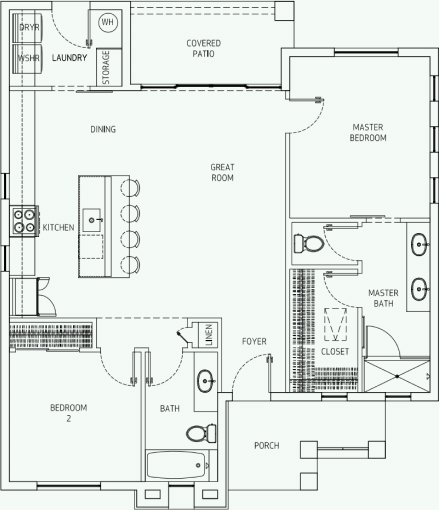 DRYR
WH
WSHR
LAUNDRY
STORAGE
COVERED
PATIO
DINING
GREAT
ROOM
MASTER
BEDROOM
KITCHEN
MASTER
BATH
LINEN
FOYER
CLOSET
BEDROOM
2
BATH
PORCH